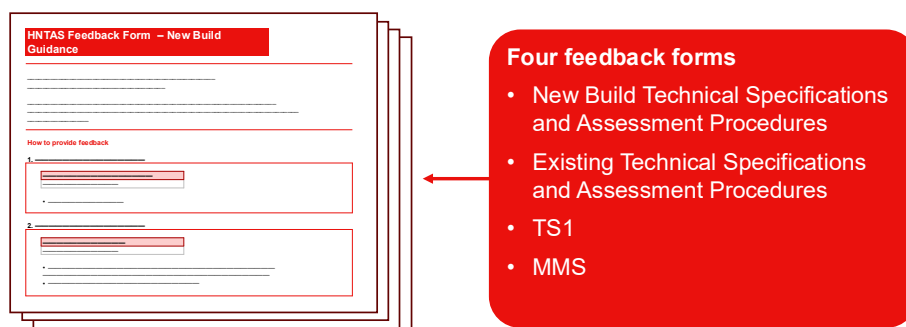 HNTAS Feedback Form – New Build
Guidance
How to provide feedback
1.
2.
Four feedback forms
• New Build Technical Specifications
and Assessment Procedures
• Existing Technical Specifications
and Assessment Procedures
• TS1
• MMS